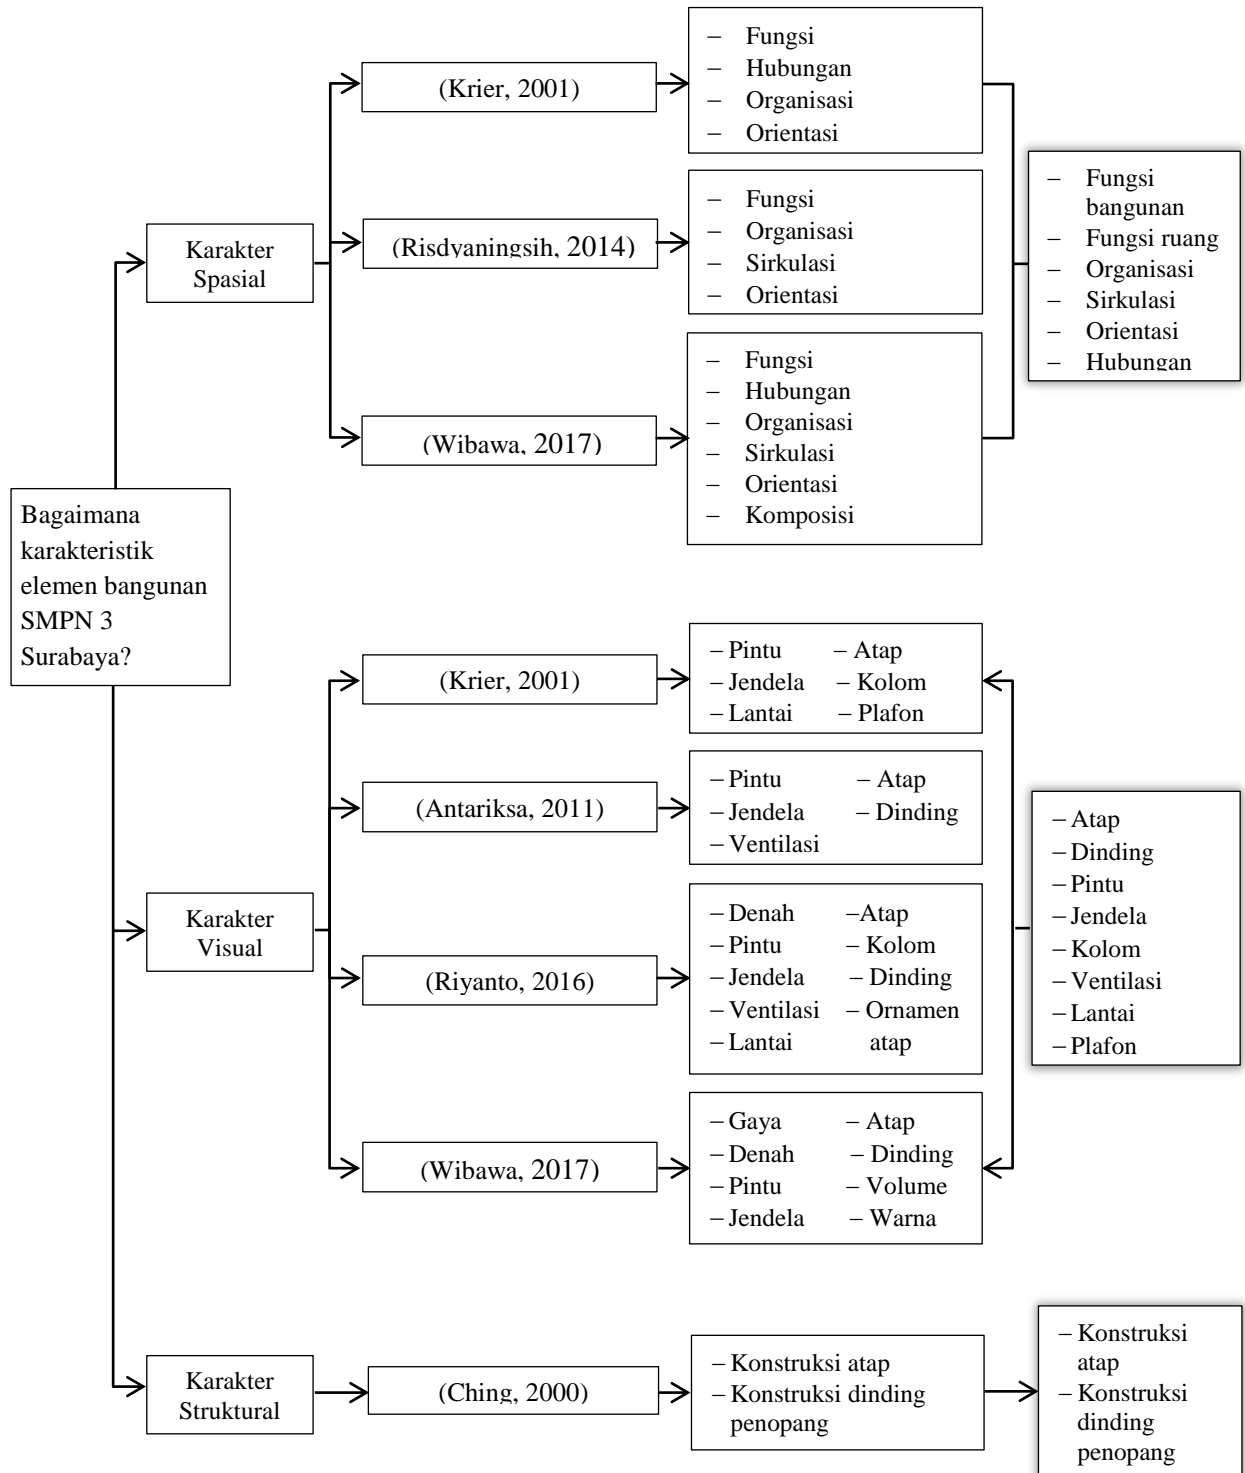 Bagaimana
karakteristik
elemen bangunan
SMPN 3
Surabaya?
Karakter
Spasial
(Krier, 2001)
– Fungsi
– Hubungan
– Organisasi
– Orientasi
(Risdyaningsih, 2014)
– Fungsi
– Organisasi
– Sirkulasi
– Orientasi
(Wibawa, 2017)
– Fungsi
– Hubungan
– Organisasi
– Sirkulasi
– Orientasi
– Komposisi
– Fungsi
bangunan
– Fungsi ruang
– Organisasi
– Sirkulasi
– Orientasi
– Hubungan
Karakter
Visual
(Krier, 2001)
– Pintu – Atap
– Jendela – Kolom
– Lantai – Plafon
(Antariksa, 2011)
– Pintu – Atap
– Jendela – Dinding
– Ventilasi
(Riyanto, 2016)
– Denah –Atap
– Pintu – Kolom
– Jendela – Dinding
– Ventilasi – Ornamen
– Lantai atap
(Wibawa, 2017)
– Gaya – Atap
– Denah – Dinding
– Pintu – Volume
– Jendela – Warna
– Atap
– Dinding
– Pintu
– Jendela
– Kolom
– Ventilasi
– Lantai
– Plafon
Karakter
Struktural
(Ching, 2000)
– Konstruksi atap
– Konstruksi dinding
penopang
– Konstruksi
atap
– Konstruksi
dinding
penopang